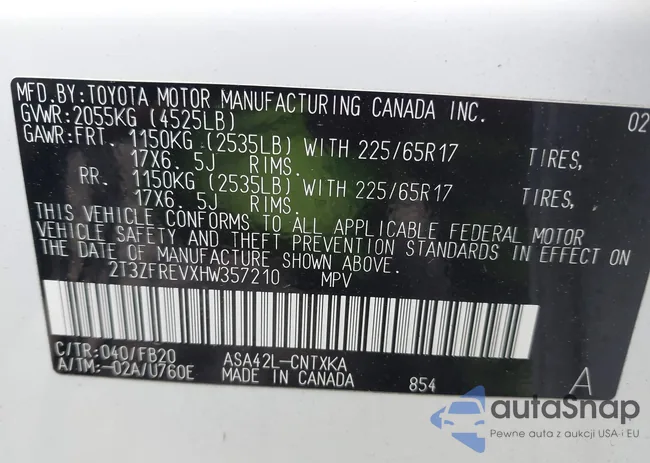 MFD.BY:TOYOTA MOTOR MANUFACTURING CANADA INC. 02
GVWR:2055KG (4525LB)
GAWR:FRT. 1150KG (2535LB) WITH 225/65R17 TIRES,
17X6. 5J RIMS.
RR. 1150KG (2535LB) WITH 225/65R17 TIRES,
17X6. 5J RIMS.
THIS VEHICLE CONFORMS TO ALL APPLICABLE FEDERAL MOTOR
VEHICLE SAFETY AND THEFT PREVENTION STANDARDS IN EFFECT ON
THE DATE OF MANUFACTURE SHOWN ABOVE.
2T3ZFREVXHW357210 MPV
C/TR:040/FB20 ASA42L-CNTXKA
A/TM:-02A/U760E MADE IN CANADA 854 A
autaSnap
Pewne auta z aukcji USA i EU